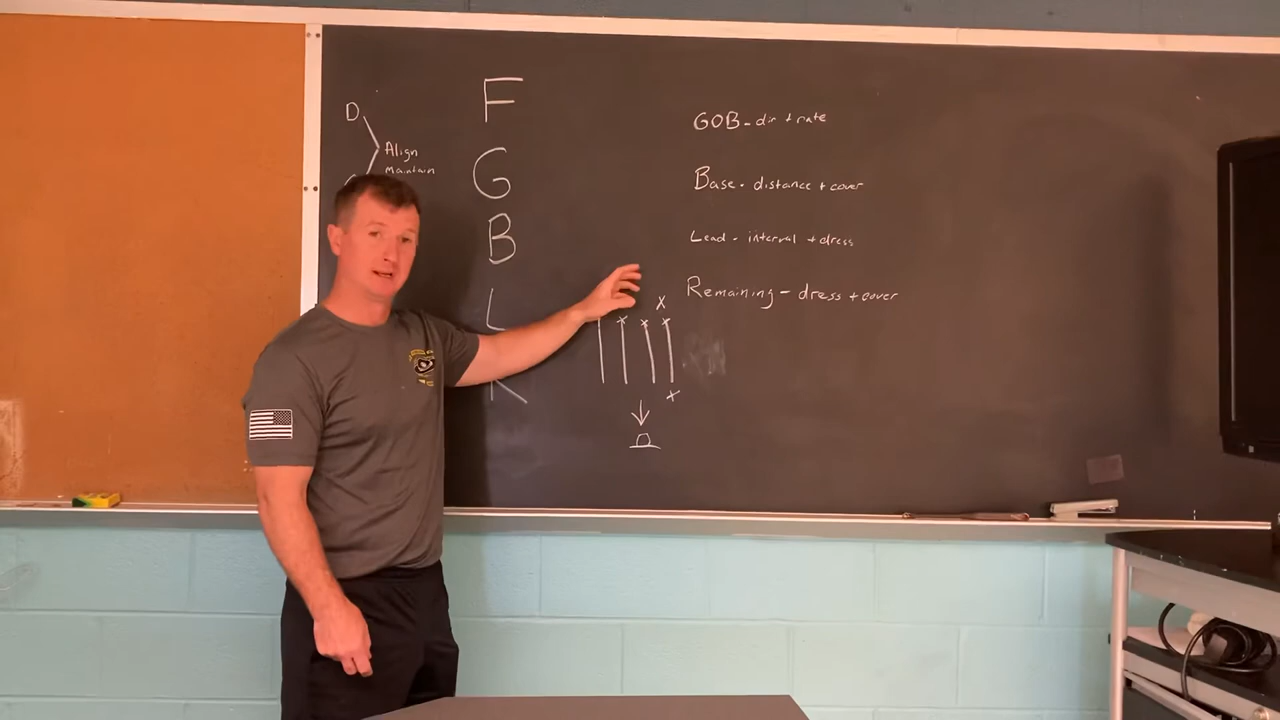 D
Align
Maintain
F
G
B
L
R
GOB - dir + rate
Base - distance + cover
Lead - interval + dress
Remaining - dress + cover
x
x x x
x